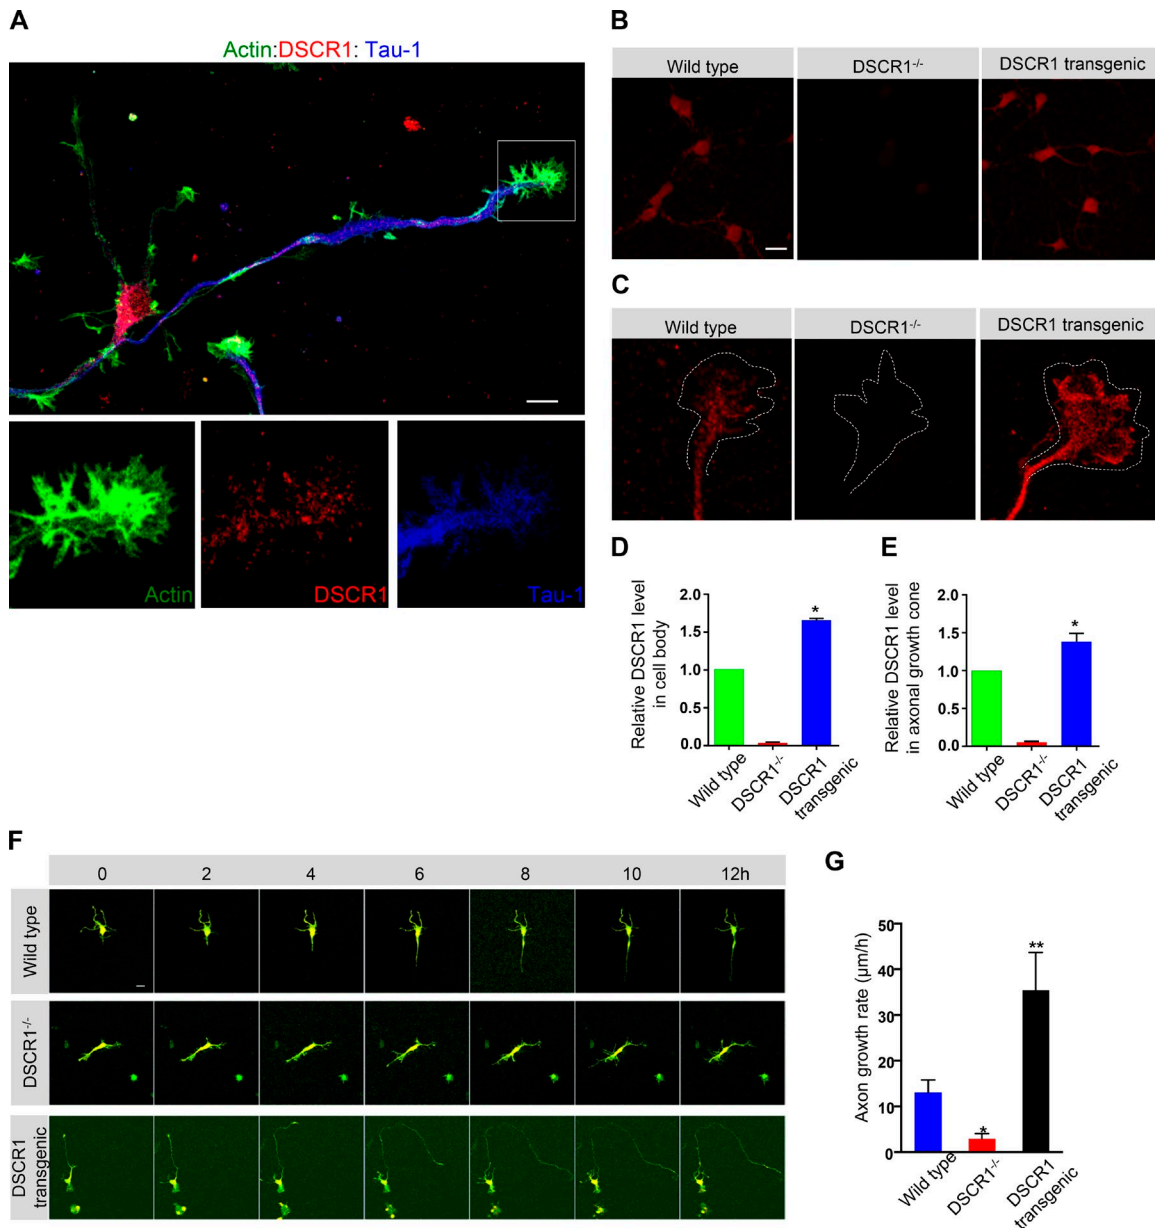 A
Actin:DSCR1: Tau-1
Actin
DSCR1
Tau-1
B
Wild type
DSCR1-/-
DSCR1 transgenic
C
Wild type
DSCR1-/-
DSCR1 transgenic
D
Relative DSCR1 level
in cell body
2.0
1.5
1.0
0.5
0.0
*
Wild type
DSCR1-/-
DSCR1
transgenic
E
Relative DSCR1 level
in axonal growth cone
2.0
1.5
1.0
0.5
0.0
*
Wild type
DSCR1-/-
DSCR1
transgenic
F
0 2 4 6 8 10 12h
Wild type
DSCR1-/-
DSCR1
transgenic
G
Axon growth rate (µm/h)
50
40
30
20
10
0
*
**
Wild type
DSCR1-/-
DSCR1
transgenic